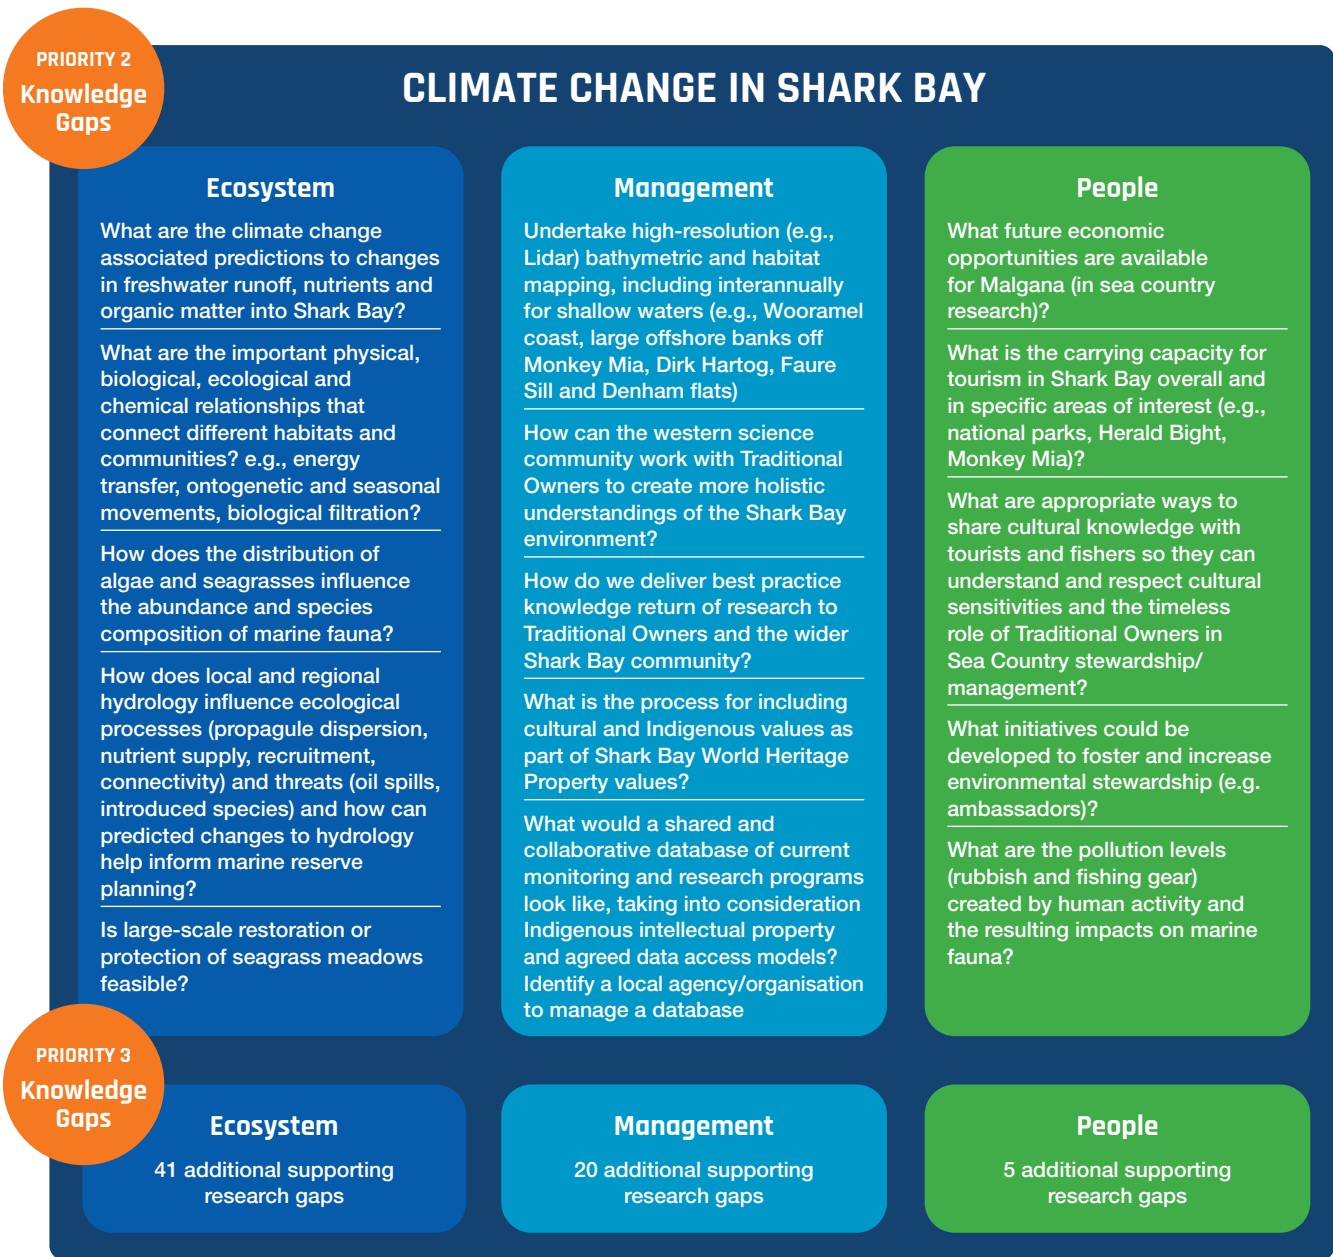 PRIORITY 2
Knowledge
Gaps
CLIMATE CHANGE IN SHARK BAY
Ecosystem
What are the climate change
associated predictions to changes
in freshwater runoff, nutrients and
organic matter into Shark Bay?
What are the important physical,
biological, ecological and
chemical relationships that
connect different habitats and
communities? e.g., energy
transfer, ontogenetic and seasonal
movements, biological filtration?
How does the distribution of
algae and seagrasses influence
the abundance and species
composition of marine fauna?
How does local and regional
hydrology influence ecological
processes (propagule dispersion,
nutrient supply, recruitment,
connectivity) and threats (oil spills,
introduced species) and how can
predicted changes to hydrology
help inform marine reserve
planning?
Is large-scale restoration or
protection of seagrass meadows
feasible?
Management
Undertake high-resolution (e.g.,
Lidar) bathymetric and habitat
mapping, including interannually
for shallow waters (e.g., Wooramel
coast, large offshore banks off
Monkey Mia, Dirk Hartog, Faure
Sill and Denham flats)
How can the western science
community work with Traditional
Owners to create more holistic
understandings of the Shark Bay
environment?
How do we deliver best practice
knowledge return of research to
Traditional Owners and the wider
Shark Bay community?
What is the process for including
cultural and Indigenous values as
part of Shark Bay World Heritage
Property values?
What would a shared and
collaborative database of current
monitoring and research programs
look like, taking into consideration
Indigenous intellectual property
and agreed data access models?
Identify a local agency/organisation
to manage a database
People
What future economic
opportunities are available
for Malgana (in sea country
research)?
What is the carrying capacity for
tourism in Shark Bay overall and
in specific areas of interest (e.g.,
national parks, Herald Bight,
Monkey Mia)?
What are appropriate ways to
share cultural knowledge with
tourists and fishers so they can
understand and respect cultural
sensitivities and the timeless
role of Traditional Owners in
Sea Country stewardship/
management?
What initiatives could be
developed to foster and increase
environmental stewardship (e.g.
ambassadors)?
What are the pollution levels
(rubbish and fishing gear)
created by human activity and
the resulting impacts on marine
fauna?
PRIORITY 3
Knowledge
Gaps
Ecosystem
41 additional supporting
research gaps
Management
20 additional supporting
research gaps
People
5 additional supporting
research gaps